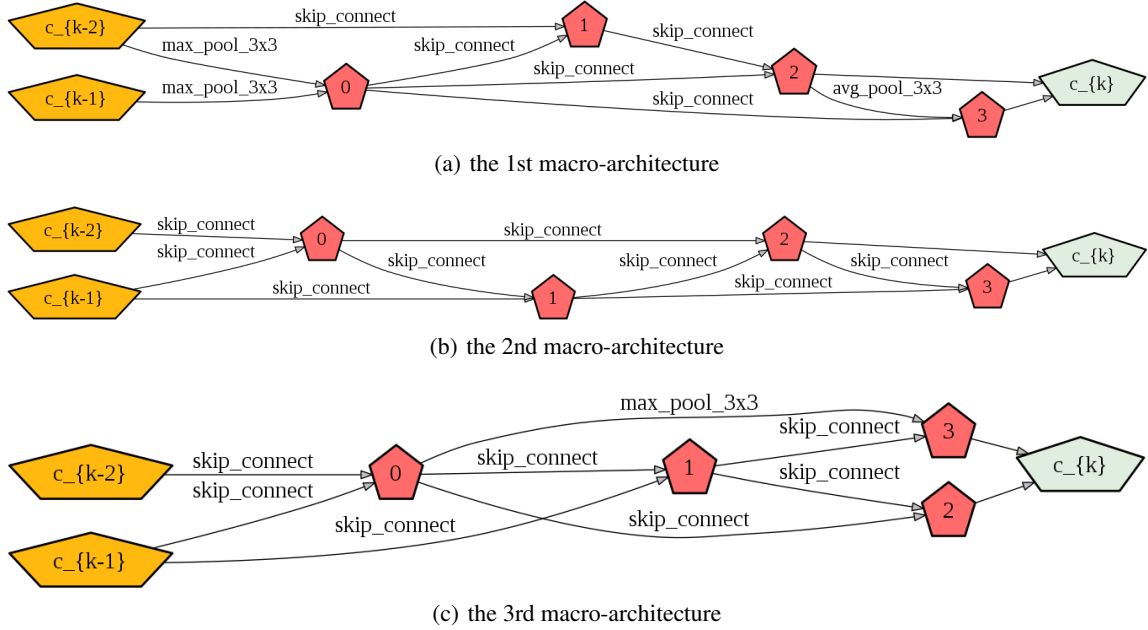 c_{k-2}
skip_connect
1
max_pool_3x3
skip_connect
skip_connect
c_{k-1}
max_pool_3x3
0
skip_connect
2
skip_connect
avg_pool_3x3
3
c_{k}
(a) the 1st macro-architecture
c_{k-2}
skip_connect
skip_connect
0
skip_connect
2
c_{k}
c_{k-1}
skip_connect
skip_connect
1
skip_connect
skip_connect
skip_connect
3
(b) the 2nd macro-architecture
max_pool_3x3
3
c_{k-2}
skip_connect
skip_connect
0
skip_connect
1
skip_connect
skip_connect
c_{k}
c_{k-1}
skip_connect
skip_connect
2
(c) the 3rd macro-architecture